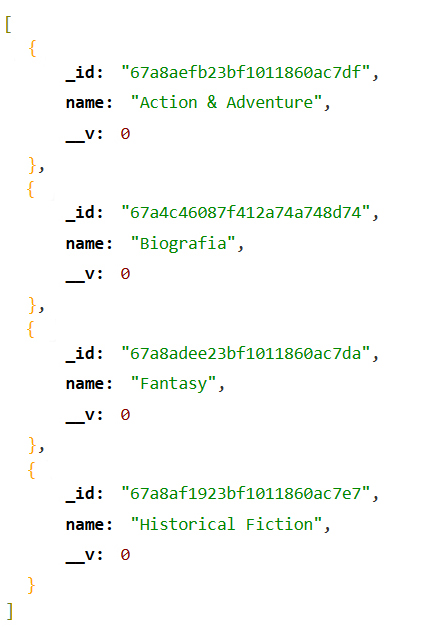 [
{
_id: "67a8aefb23bf1011860ac7df",
name: "Action & Adventure",
__v: 0
},
{
_id: "67a4c46087f412a74a748d74",
name: "Biografia",
__v: 0
},
{
_id: "67a8adee23bf1011860ac7da",
name: "Fantasy",
__v: 0
},
{
_id: "67a8af1923bf1011860ac7e7",
name: "Historical Fiction",
__v: 0
}
]